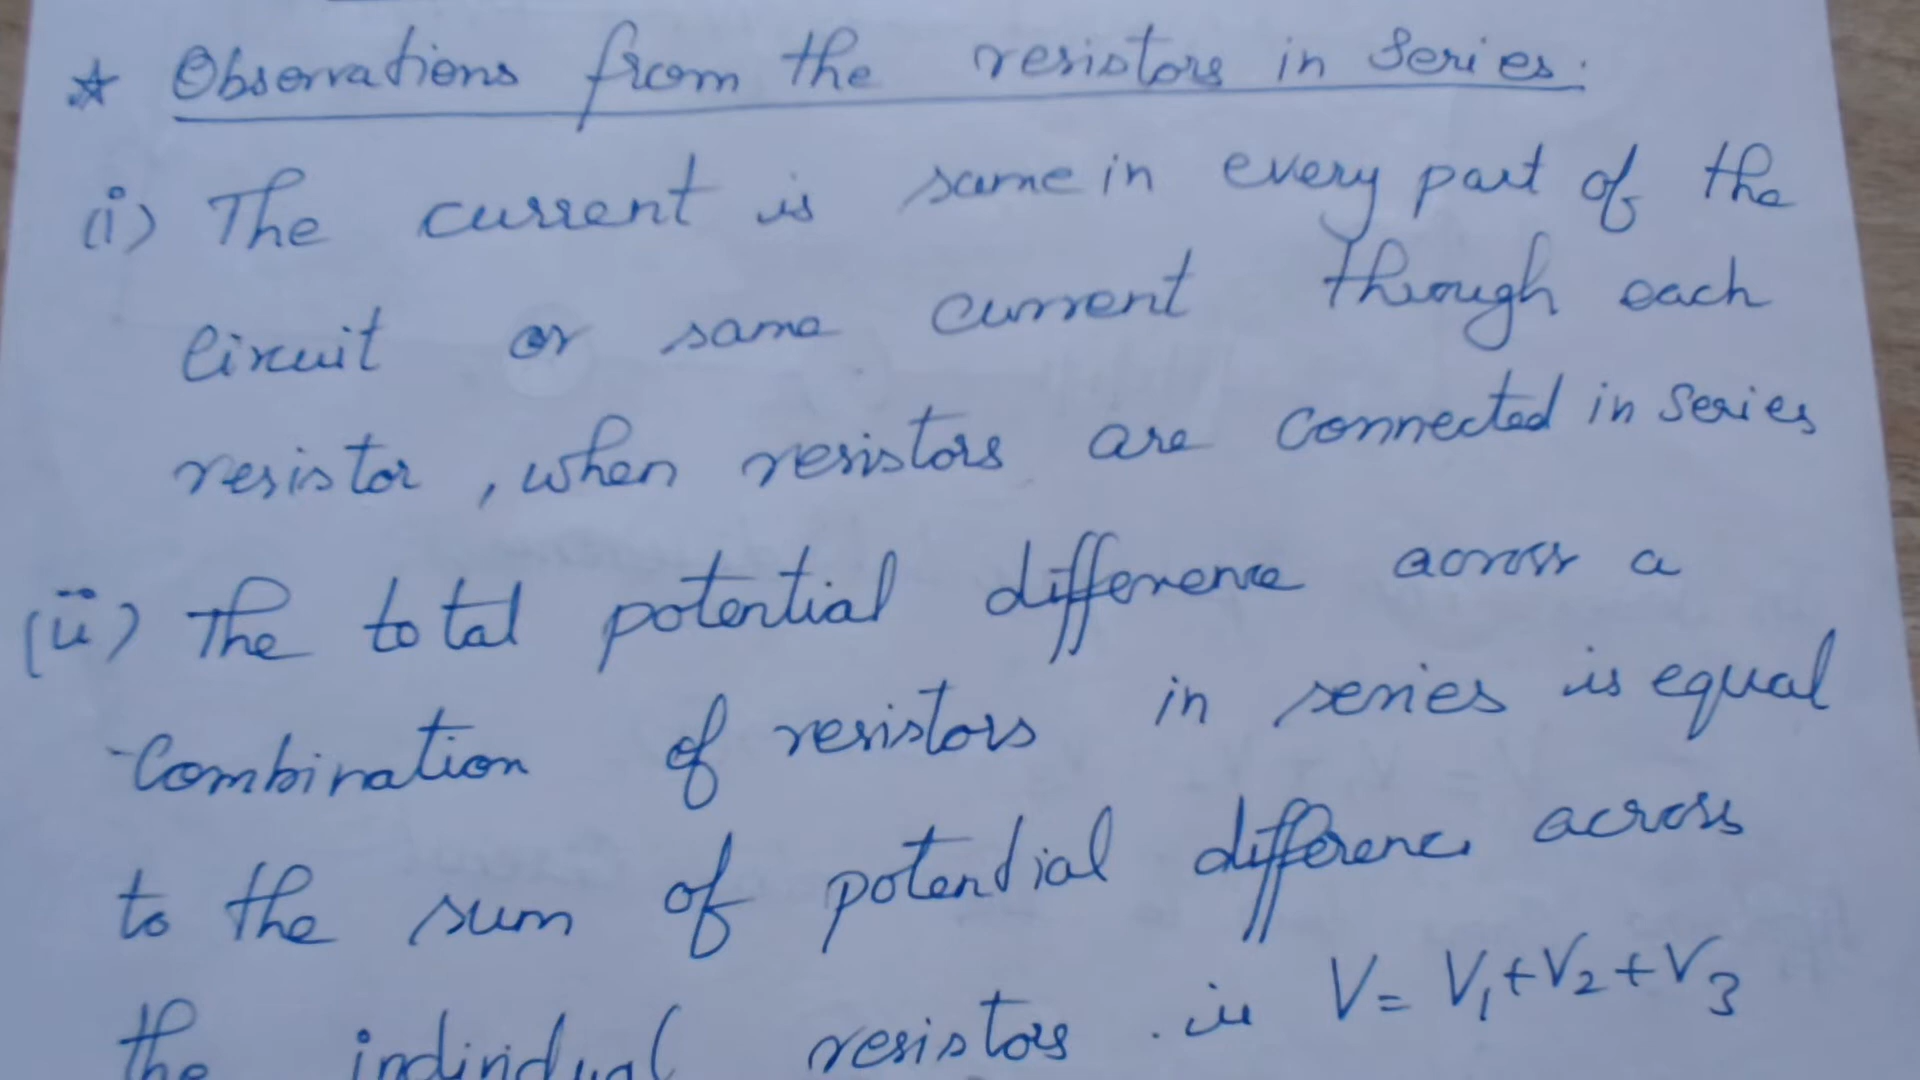 ☆ Observations from the resistors in Series.
(i) The current is same in every part of the
Circuit or same current through each
resistor, when resistors are connected in series
(ii) The total potential difference across a
Combination of resistors in series is equal
to the sum of potential difference across
the individual resistors. ie V = V₁+V₂+V₃